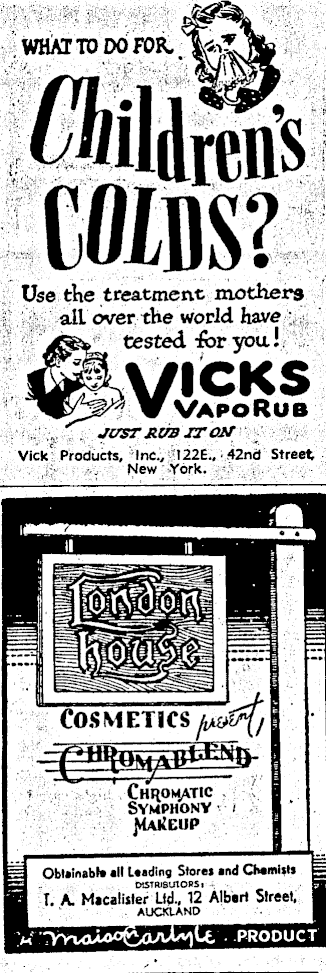 WHAT TO DO FOR
Children's
COLDS?
Use the treatment mothers
all over the world have
tested for you!
VICKS
VAPORUB
JUST RUB IT ON
Vick Products, Inc., 122E., 42nd Street,
New York.
London
house
COSMETICS present,
CHROMABLEND
CHROMATIC
SYMPHONY
MAKEUP
Obtainable all Leading Stores and Chemists
DISTRIBUTORS:
T. A. Macalister Ltd., 12 Albert Street,
AUCKLAND
A maison Carlyle PRODUCT